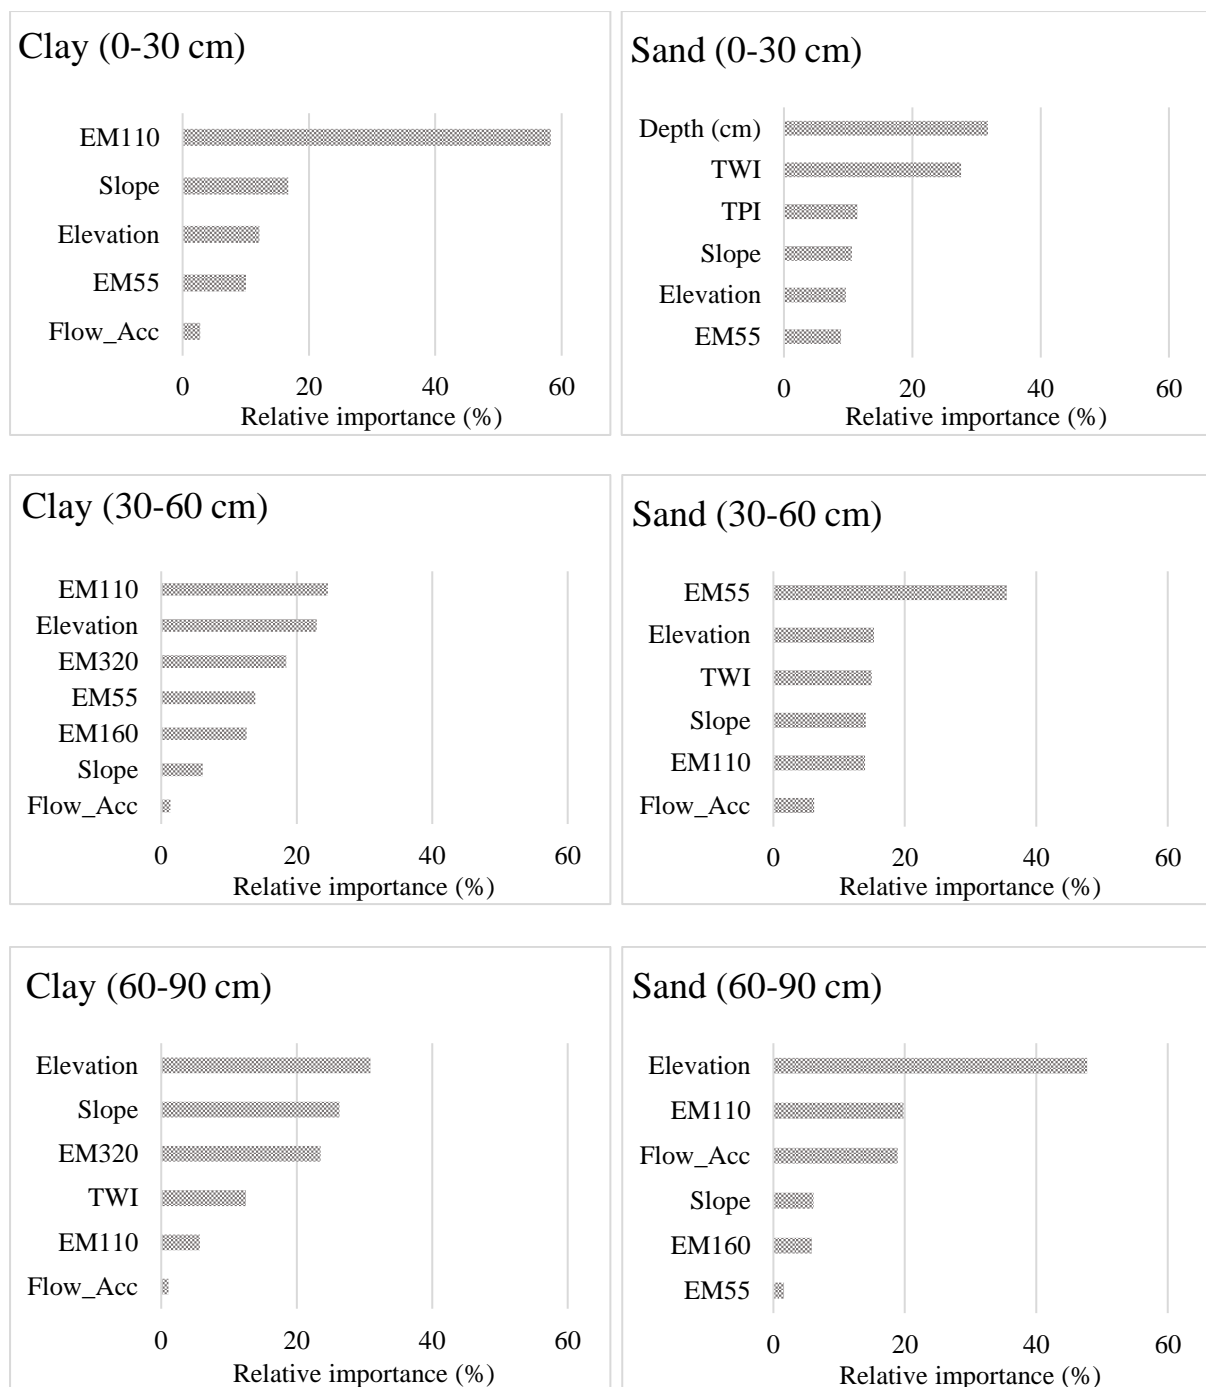 Clay (0-30 cm)
EM110
Slope
Elevation
EM55
Flow_Acc
0 20 40 60
Relative importance (%)
Sand (0-30 cm)
Depth (cm)
TWI
TPI
Slope
Elevation
EM55
0 20 40 60
Relative importance (%)
Clay (30-60 cm)
EM110
Elevation
EM320
EM55
EM160
Slope
Flow_Acc
0 20 40 60
Relative importance (%)
Sand (30-60 cm)
EM55
Elevation
TWI
Slope
EM110
Flow_Acc
0 20 40 60
Relative importance (%)
Clay (60-90 cm)
Elevation
Slope
EM320
TWI
EM110
Flow_Acc
0 20 40 60
Relative importance (%)
Sand (60-90 cm)
Elevation
EM110
Flow_Acc
Slope
EM160
EM55
0 20 40 60
Relative importance (%)